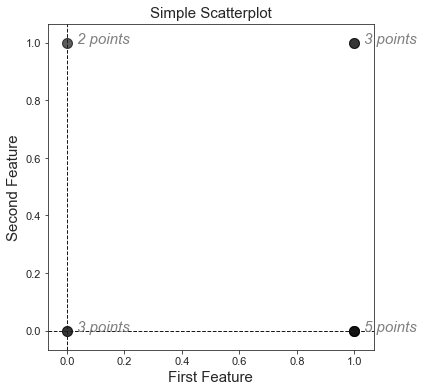 Simple Scatterplot
2 points
3 points
1.0
0.8
0.6
0.4
0.2
0.0
Second Feature
3 points
5 points
0.0 0.2 0.4 0.6 0.8 1.0
First Feature